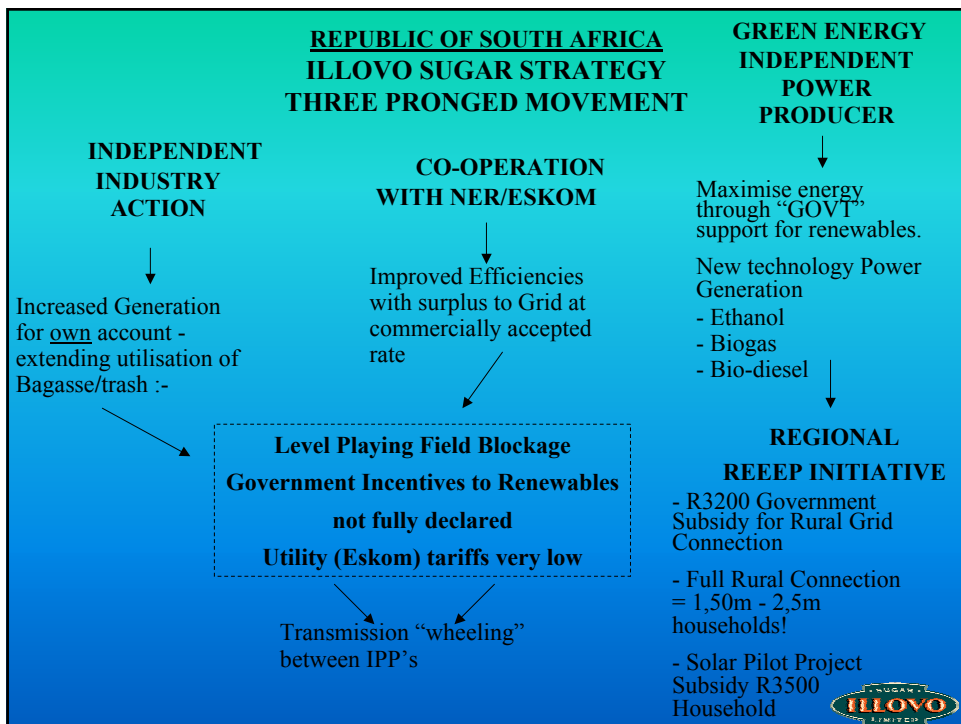 REPUBLIC OF SOUTH AFRICA
ILLOVO SUGAR STRATEGY
THREE PRONGED MOVEMENT
INDEPENDENT
INDUSTRY
ACTION
Increased Generation
for own account -
extending utilisation of
Bagasse/trash :-
CO-OPERATION
WITH NER/ESKOM
Improved Efficiencies
with surplus to Grid at
commercially accepted
rate
GREEN ENERGY
INDEPENDENT
POWER
PRODUCER
Maximise energy
through “GOVT”
support for renewables.
New technology Power
Generation
- Ethanol
- Biogas
- Bio-diesel
Level Playing Field Blockage
Government Incentives to Renewables
not fully declared
Utility (Eskom) tariffs very low
Transmission “wheeling”
between IPP’s
REGIONAL
REEEP INITIATIVE
- R3200 Government
Subsidy for Rural Grid
Connection
- Full Rural Connection
= 1,50m - 2,5m
households!
- Solar Pilot Project
Subsidy R3500
Household
SUGAR
ILLOVO
LIMITED